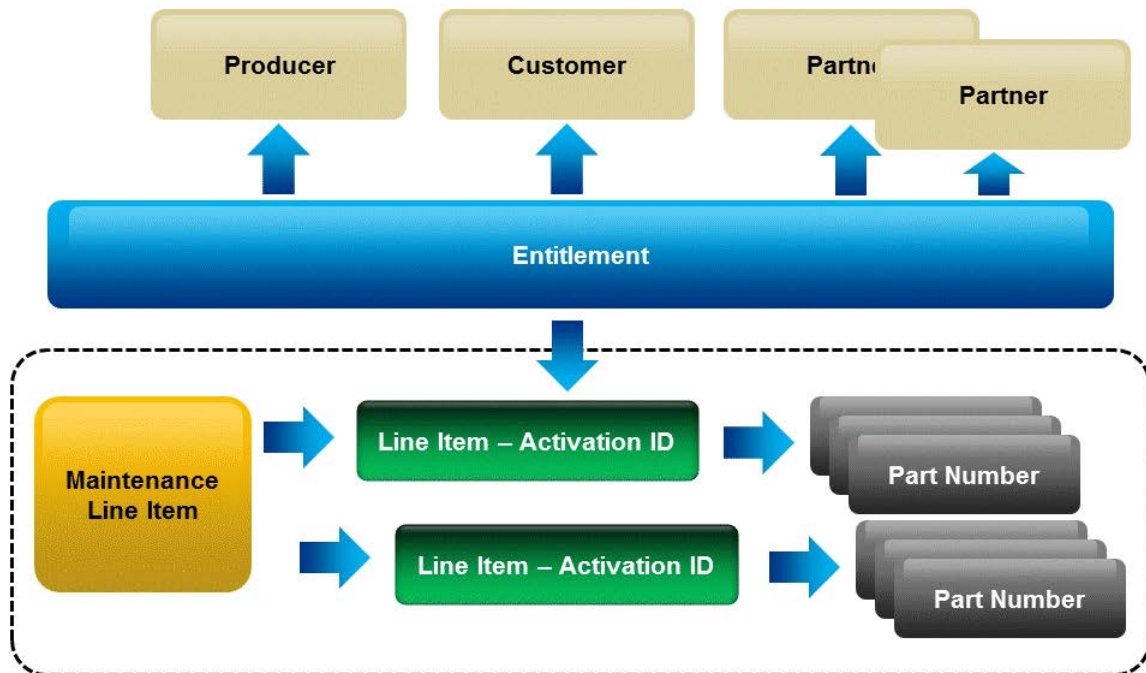 Producer
Customer
Partne
Partner
Entitlement
Maintenance
Line Item
Line Item – Activation ID
Part Number
Line Item – Activation ID
Part Number